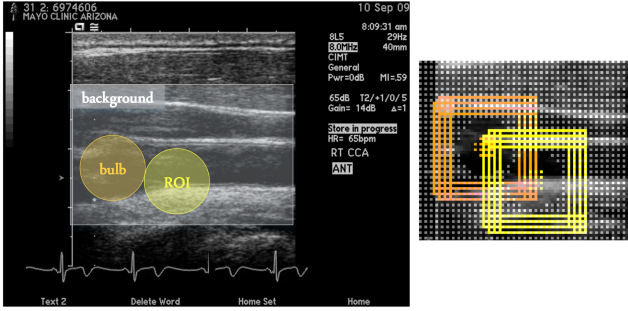 31 2: 6974606
MAYO CLINIC ARIZONA
10 Sep 09
8:09:31 am
8L5 29Hz
8.0MHz 40mm
CIMT
General
Pwr=0dB MI=.59
65dB T2/+1/0/5
Gain= 14dB Δ=1
Store in progress
HR= 65bpm
RT CCA
ANT
background
bulb
ROI
Text 2 Delete Word Home Set Home